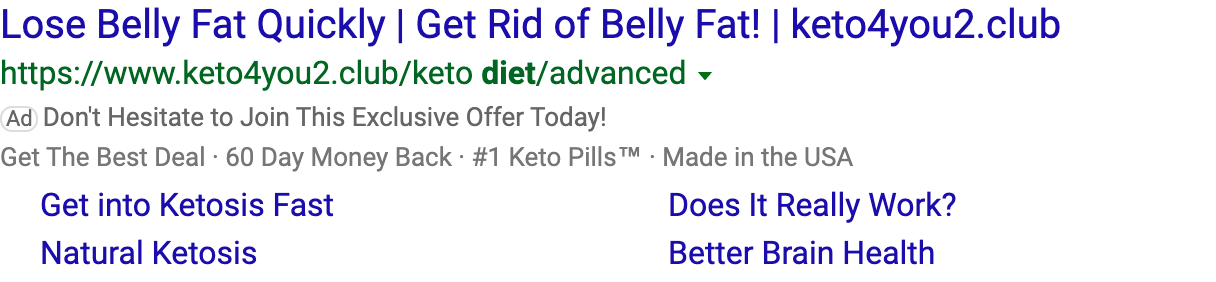 Lose Belly Fat Quickly | Get Rid of Belly Fat! | keto4you2.club
https://www.keto4you2.club/keto diet/advanced
Ad Don't Hesitate to Join This Exclusive Offer Today!
Get The Best Deal · 60 Day Money Back · #1 Keto Pills™ · Made in the USA
Get into Ketosis Fast Does It Really Work?
Natural Ketosis Better Brain Health